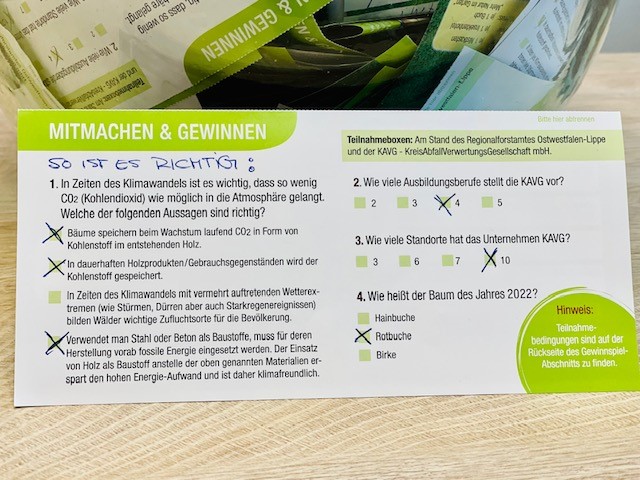 & GEWINNEN
MITMACHEN & GEWINNEN
Bitte hier abtrennen
SO IST ES RICHTIG:
1. In Zeiten des Klimawandels ist es wichtig, dass so wenig
CO2 (Kohlendioxid) wie möglich in die Atmosphäre gelangt.
Welche der folgenden Aussagen sind richtig?
Bäume speichern beim Wachstum laufend CO2 in Form von
Kohlenstoff im entstehenden Holz.
In dauerhaften Holzprodukten/Gebrauchsgegenständen wird der
Kohlenstoff gespeichert.
In Zeiten des Klimawandels mit vermehrt auftretenden Wetterex-
tremen (wie Stürmen, Dürren aber auch Starkregenereignissen)
bilden Wälder wichtige Zufluchtsorte für die Bevölkerung.
Verwendet man Stahl oder Beton als Baustoffe, muss für deren
Herstellung vorab fossile Energie eingesetzt werden. Der Einsatz
von Holz als Baustoff anstelle der oben genannten Materialien er-
spart den hohen Energie-Aufwand und ist daher klimafreundlich.
Teilnahmeboxen: Am Stand des Regionalforstamtes Ostwestfalen-Lippe
und der KAVG - KreisAbfallVerwertungsGesellschaft mbH.
2. Wie viele Ausbildungsberufe stellt die KAVG vor?
2 3 4 5
3. Wie viele Standorte hat das Unternehmen KAVG?
3 6 7 10
4. Wie heißt der Baum des Jahres 2022?
Hainbuche
Rotbuche
Birke
Hinweis:
Teilnahme-
bedingungen sind auf der
Rückseite des Gewinnspiel-
Abschnitts zu finden.